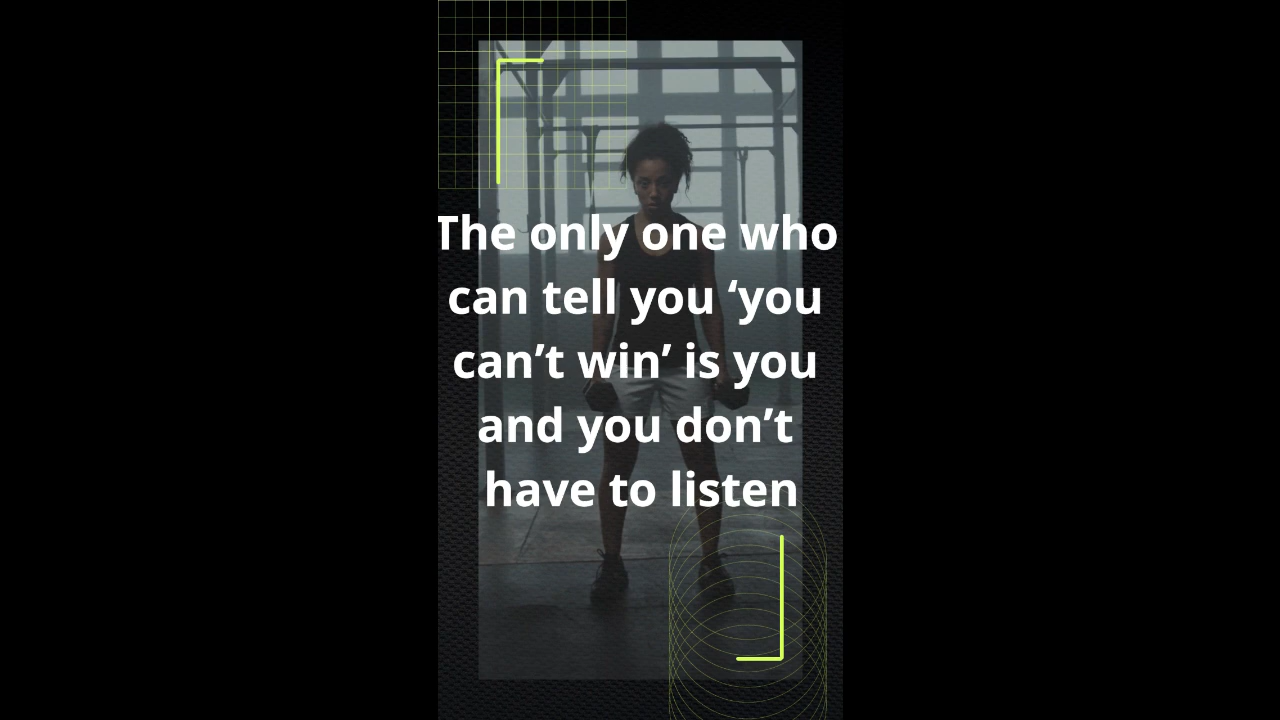 The only one who
can tell you ‘you
can’t win’ is you
and you don’t
have to listen